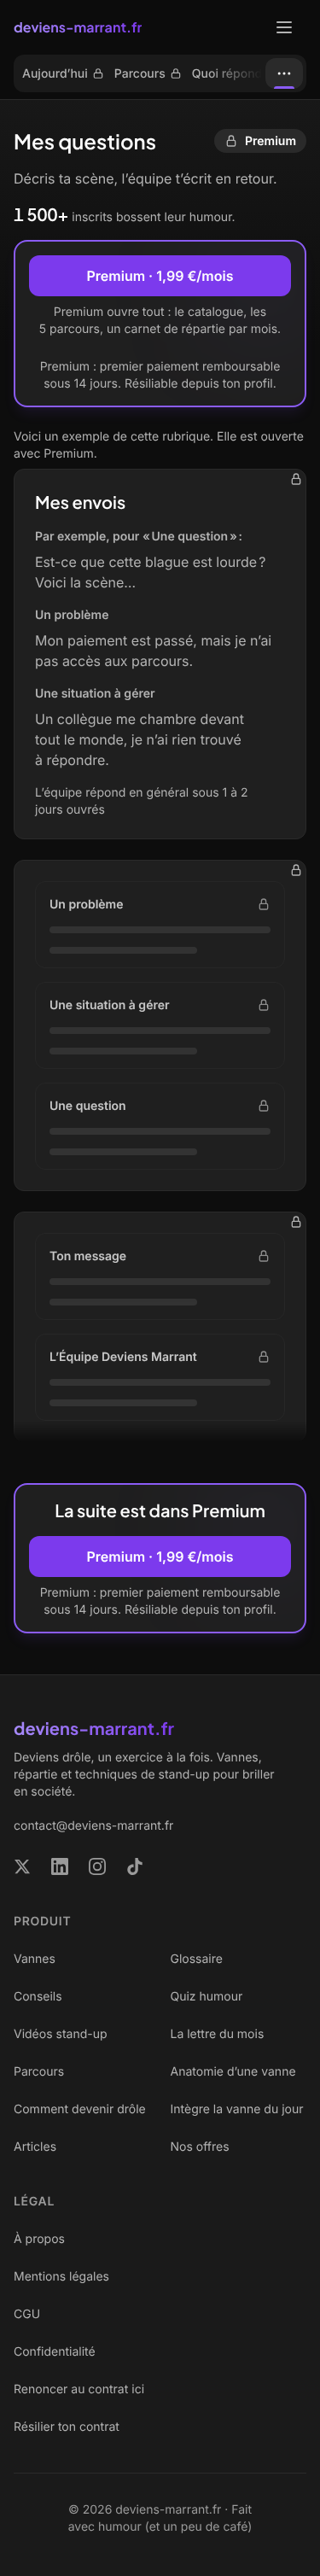 deviens-marrant.fr
Aujourd’hui Parcours Quoi répond
Mes questions Premium
Décris ta scène, l’équipe t’écrit en retour.
1 500+ inscrits bossent leur humour.
Premium · 1,99 €/mois
Premium ouvre tout : le catalogue, les
5 parcours, un carnet de répartie par mois.
Premium : premier paiement remboursable
sous 14 jours. Résiliable depuis ton profil.
Voici un exemple de cette rubrique. Elle est ouverte
avec Premium.
Mes envois
Par exemple, pour « Une question » :
Est-ce que cette blague est lourde ?
Voici la scène…
Un problème
Mon paiement est passé, mais je n’ai
pas accès aux parcours.
Une situation à gérer
Un collègue me chambre devant
tout le monde, je n’ai rien trouvé
à répondre.
L’équipe répond en général sous 1 à 2
jours ouvrés
Un problème
Une situation à gérer
Une question
Ton message
L’Équipe Deviens Marrant
La suite est dans Premium
Premium · 1,99 €/mois
Premium : premier paiement remboursable
sous 14 jours. Résiliable depuis ton profil.
deviens-marrant.fr
Deviens drôle, un exercice à la fois. Vannes,
répartie et techniques de stand-up pour briller
en société.
contact@deviens-marrant.fr
PRODUIT
Vannes Glossaire
Conseils Quiz humour
Vidéos stand-up La lettre du mois
Parcours Anatomie d’une vanne
Comment devenir drôle Intègre la vanne du jour
Articles Nos offres
LÉGAL
À propos
Mentions légales
CGU
Confidentialité
Renoncer au contrat ici
Résilier ton contrat
© 2026 deviens-marrant.fr · Fait
avec humour (et un peu de café)